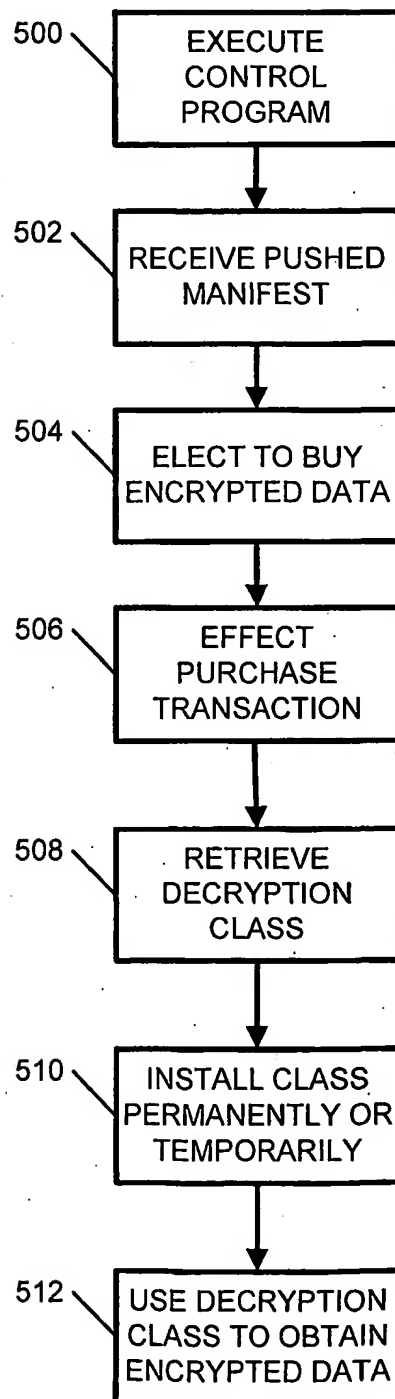 500
EXECUTE
CONTROL
PROGRAM
502
RECEIVE PUSHED
MANIFEST
504
ELECT TO BUY
ENCRYPTED DATA
506
EFFECT
PURCHASE
TRANSACTION
508
RETRIEVE
DECRYPTION
CLASS
510
INSTALL CLASS
PERMANENTLY OR
TEMPORARILY
512
USE DECRYPTION
CLASS TO OBTAIN
ENCRYPTED DATA